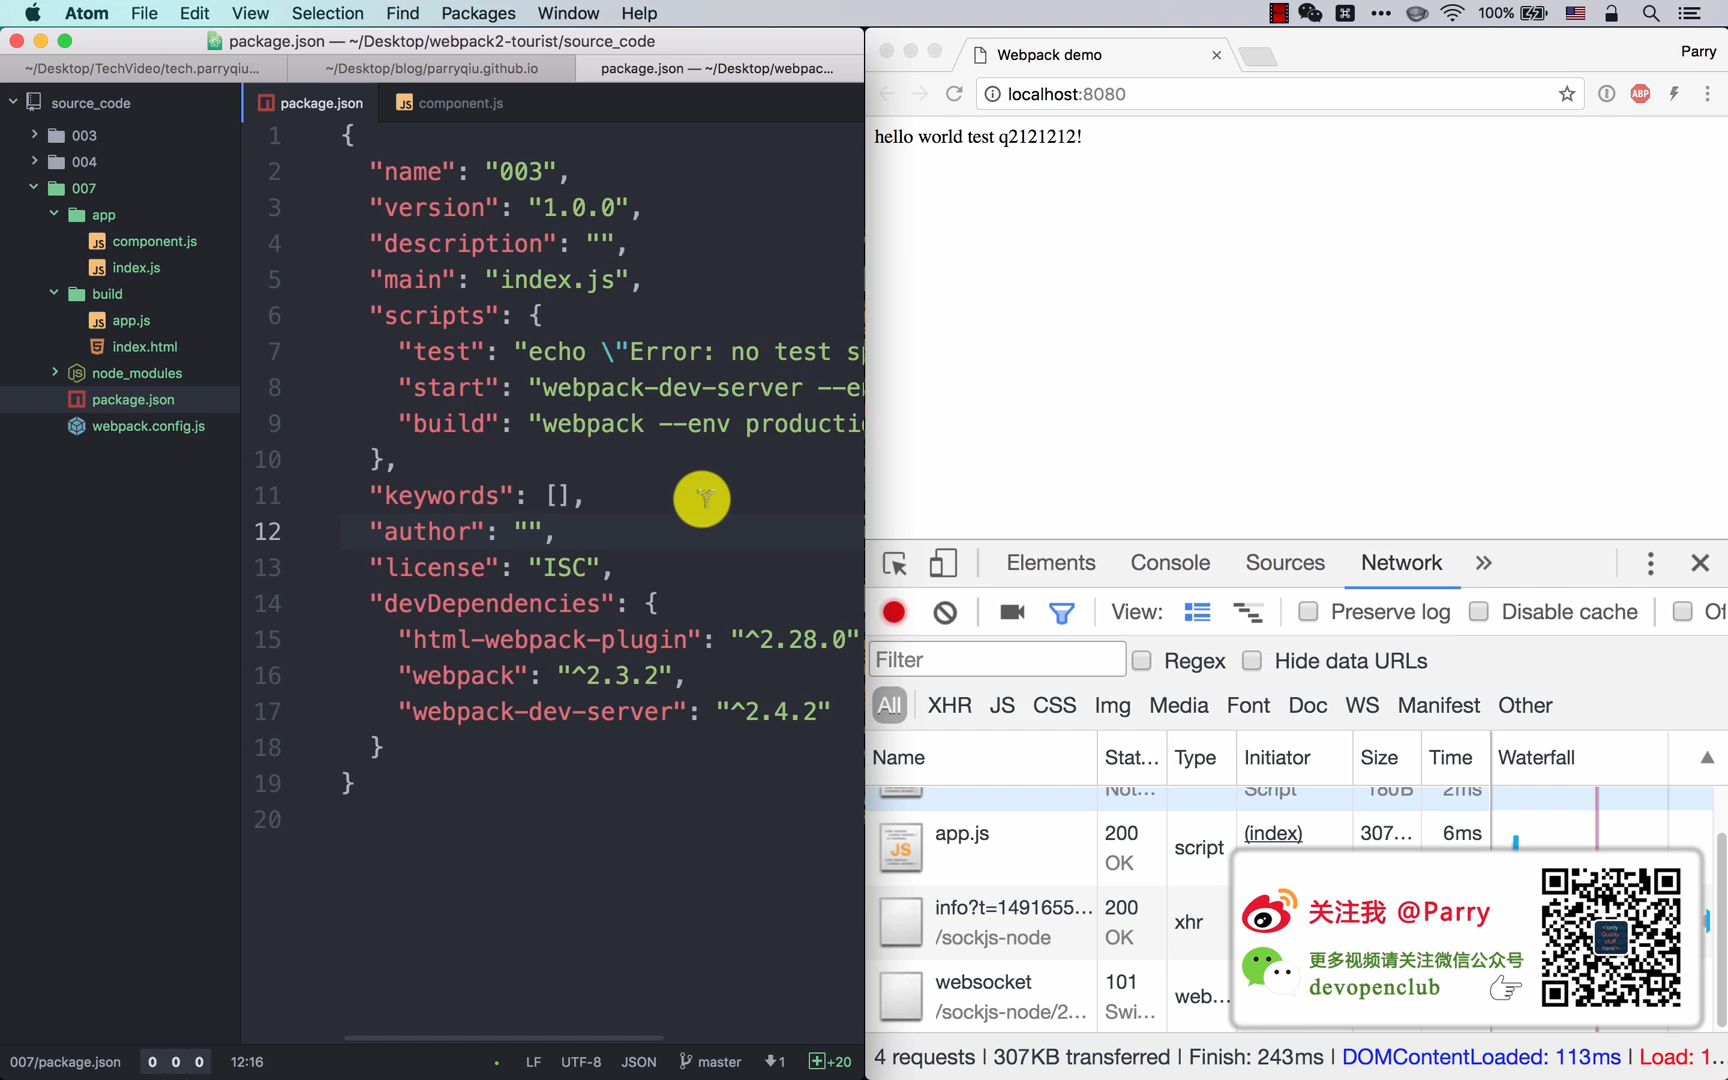 Atom File Edit View Selection Find Packages Window Help 100%
package.json — ~/Desktop/webpack2-tourist/source_code
~/Desktop/TechVideo/tech.parryqiu... ~/Desktop/blog/parryqiu.github.io package.json — ~/Desktop/webpac...
source_code
003
004
007
app
component.js
index.js
build
app.js
index.html
node_modules
package.json
webpack.config.js
package.json component.js
1 {
2 "name": "003",
3 "version": "1.0.0",
4 "description": "",
5 "main": "index.js",
6 "scripts": {
7 "test": "echo \"Error: no test s
8 "start": "webpack-dev-server --e
9 "build": "webpack --env producti
10 },
11 "keywords": [],
12 "author": "",
13 "license": "ISC",
14 "devDependencies": {
15 "html-webpack-plugin": "^2.28.0"
16 "webpack": "^2.3.2",
17 "webpack-dev-server": "^2.4.2"
18 }
19 }
20
007/package.json 0 0 0 12:16 LF UTF-8 JSON master 1 +20
Webpack demo Parry
localhost:8080 ABP
hello world test q2121212!
Elements Console Sources Network
View: Preserve log Disable cache Of
Filter Regex Hide data URLs
All XHR JS CSS Img Media Font Doc WS Manifest Other
Name Stat... Type Initiator Size Time Waterfall
Not... Script 180B 2ms
app.js 200 OK script (index) 307... 6ms
info?t=1491655... 200 xhr
/sockjs-node OK
websocket 101 web...
/sockjs-node/2... Swi...
关注我 @Parry
更多视频请关注微信公众号
devopenclub
4 requests | 307KB transferred | Finish: 243ms | DOMContentLoaded: 113ms | Load: 1...